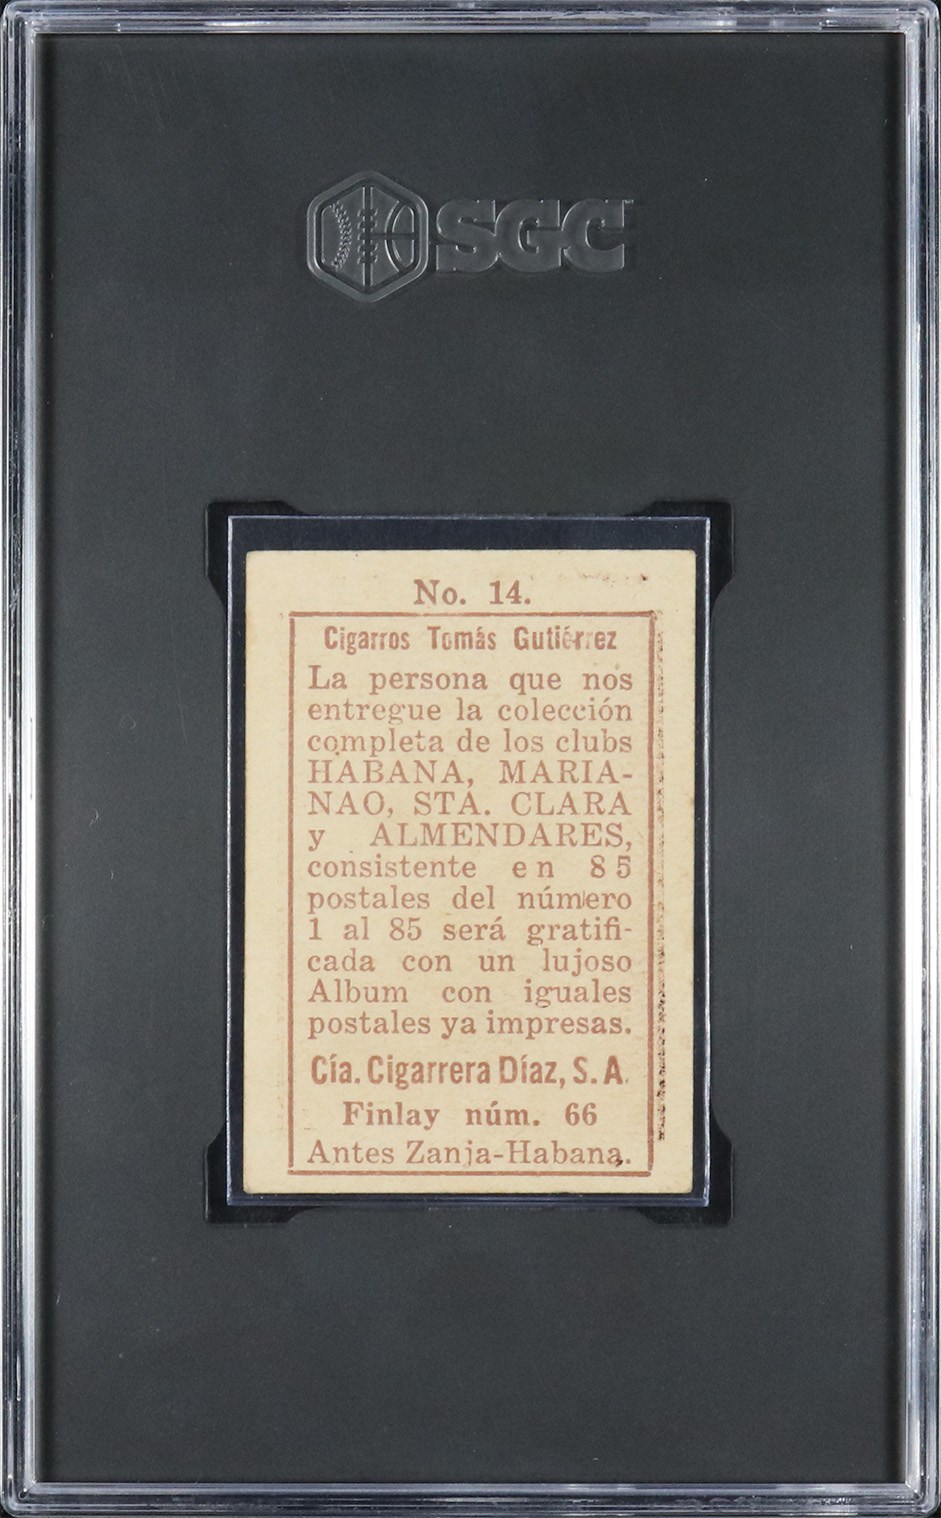 SGC
No. 14.
Cigarros Tomás Gutiérrez
La persona que nos
entregue la colección
completa de los clubs
HABANA, MARIA-
NAO, STA. CLARA
y ALMENDARES,
consistente en 85
postales del número
1 al 85 será gratifi-
cada con un lujoso
Album con iguales
postales ya impresas.
Cía. Cigarrera Díaz, S. A.
Finlay núm. 66
Antes Zanja-Habana.